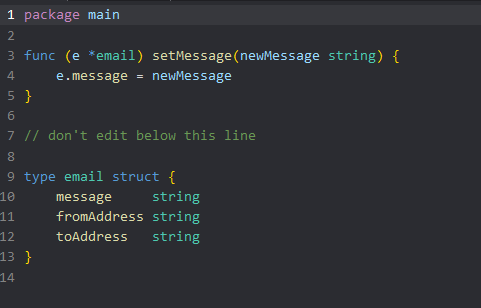 1 package main
2
3 func (e *email) setMessage(newMessage string) {
4     e.message = newMessage
5 }
6
7 // don't edit below this line
8
9 type email struct {
10     message     string
11     fromAddress string
12     toAddress   string
13 }
14